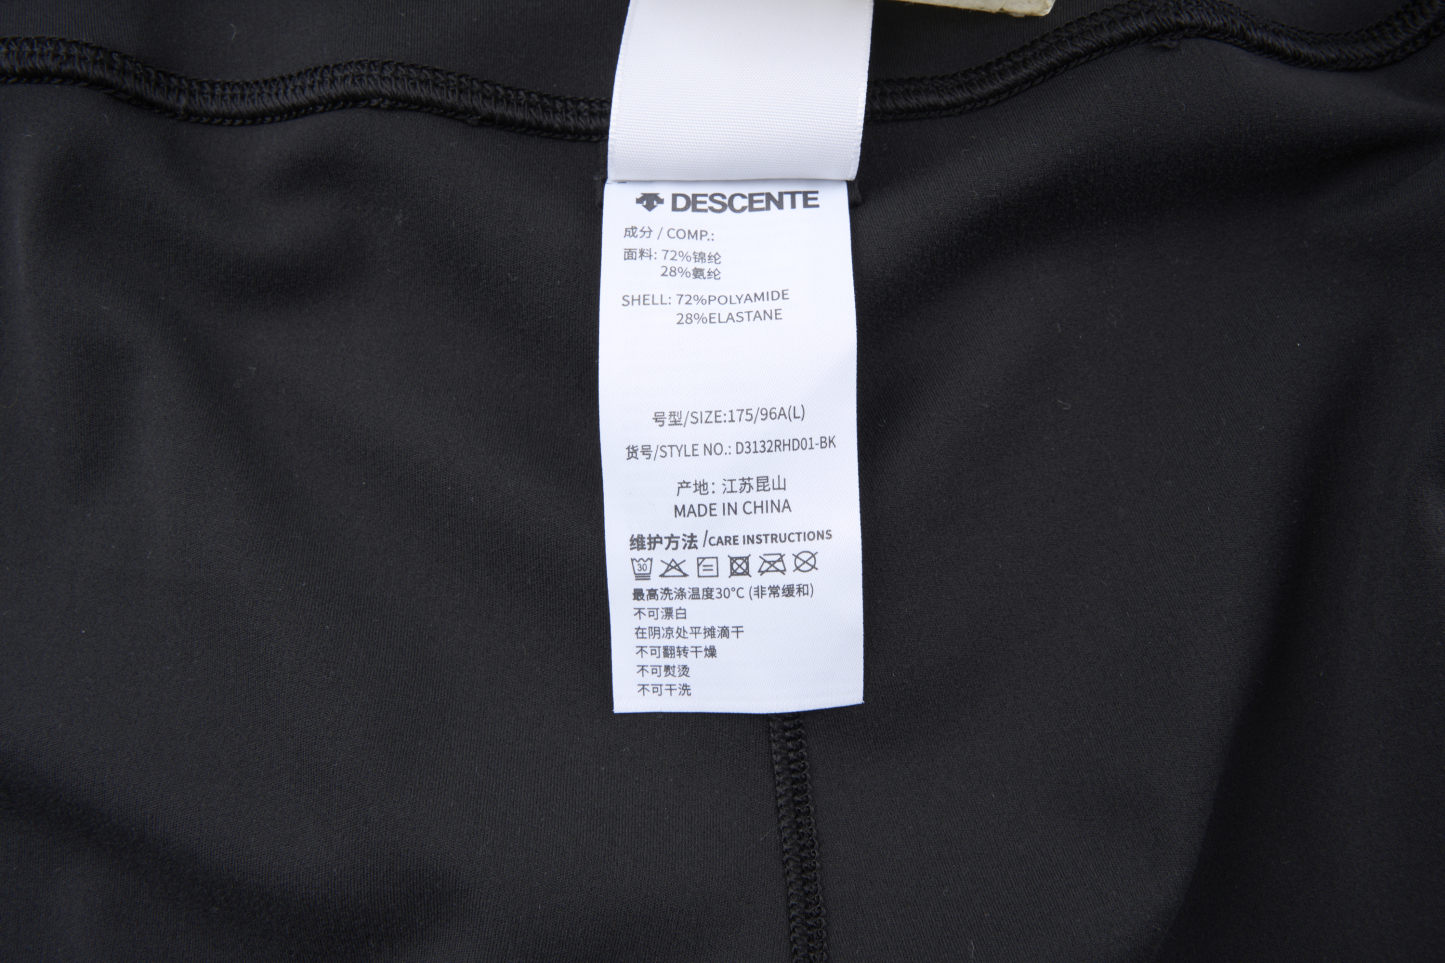 DESCENTE
成分 / COMP.:
面料: 72%锦纶
28%氨纶
SHELL: 72%POLYAMIDE
28%ELASTANE
号型/SIZE:175/96A(L)
货号/STYLE NO.: D3132RHD01-BK
产地: 江苏昆山
MADE IN CHINA
维护方法 /CARE INSTRUCTIONS
30
最高洗涤温度30°C (非常缓和)
不可漂白
在阴凉处平摊滴干
不可翻转干燥
不可熨烫
不可干洗